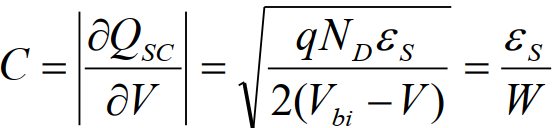 C = |∂Q_SC / ∂V| = √(qN_Dε_S / 2(V_bi − V)) = ε_S / W